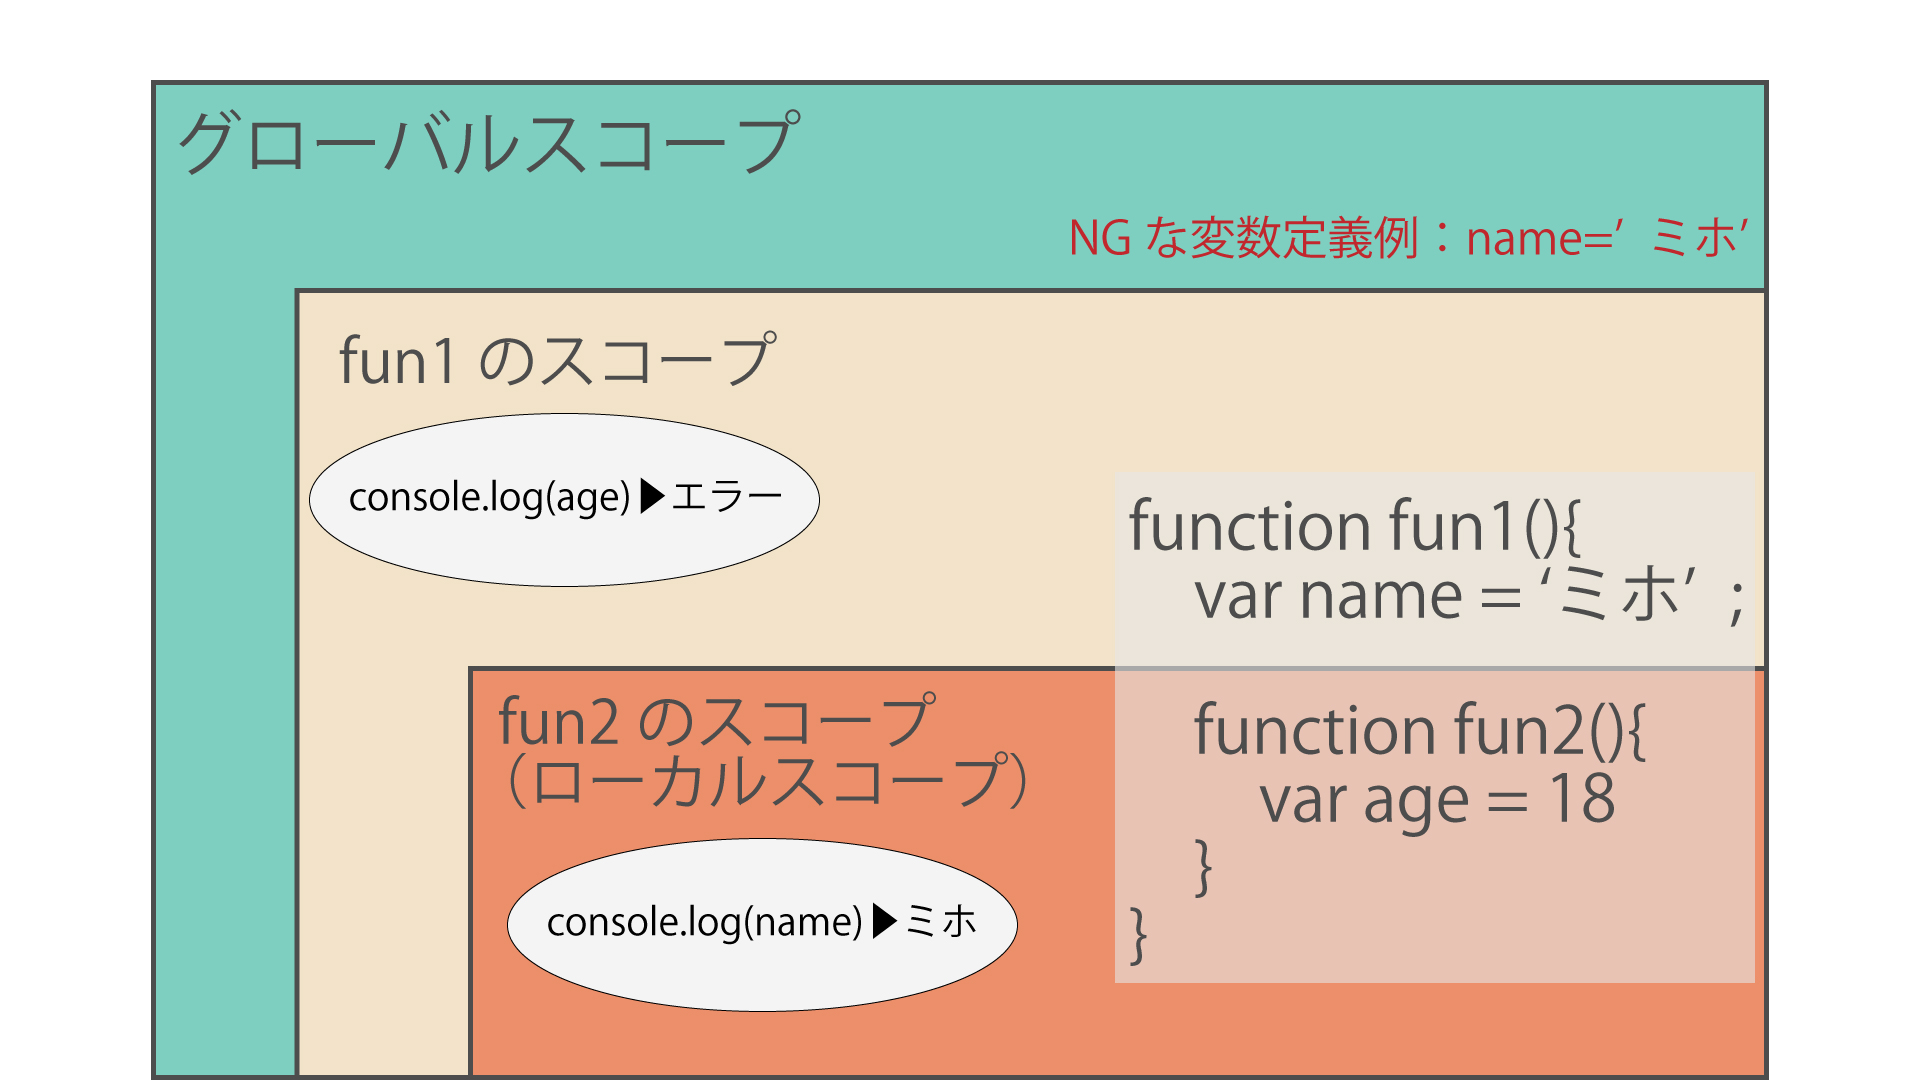 グローバルスコープ
NG な変数定義例：name=’ ミホ’
fun1 のスコープ
console.log(age)▶エラー
function fun1(){
var name = ‘ミホ’ ;
fun2 のスコープ
（ローカルスコープ）
function fun2(){
var age = 18
}
}
console.log(name)▶ミホ